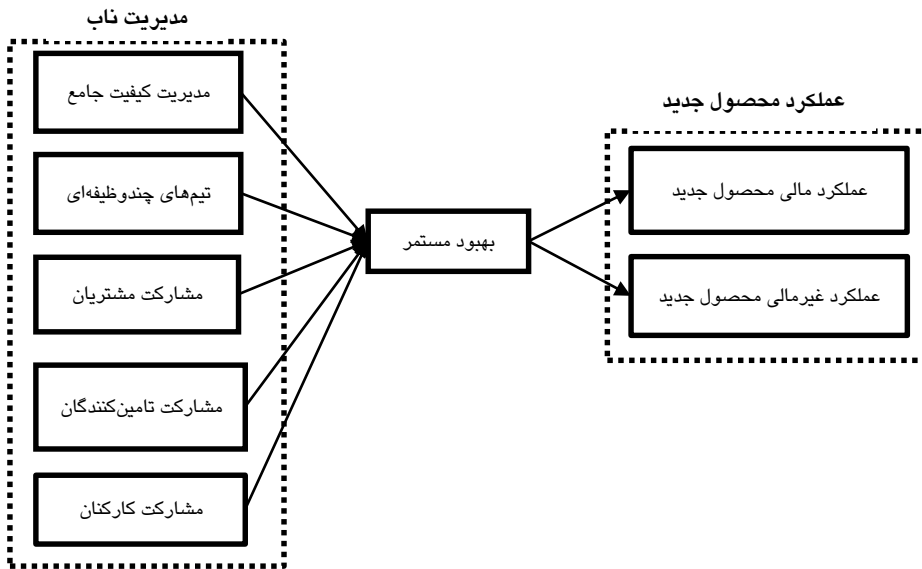 مدیریت ناب
مدیریت کیفیت جامع
تیم‌های چندوظیفه‌ای
مشارکت مشتریان
مشارکت تامین‌کنندگان
مشارکت کارکنان
بهبود مستمر
عملکرد محصول جدید
عملکرد مالی محصول جدید
عملکرد غیرمالی محصول جدید